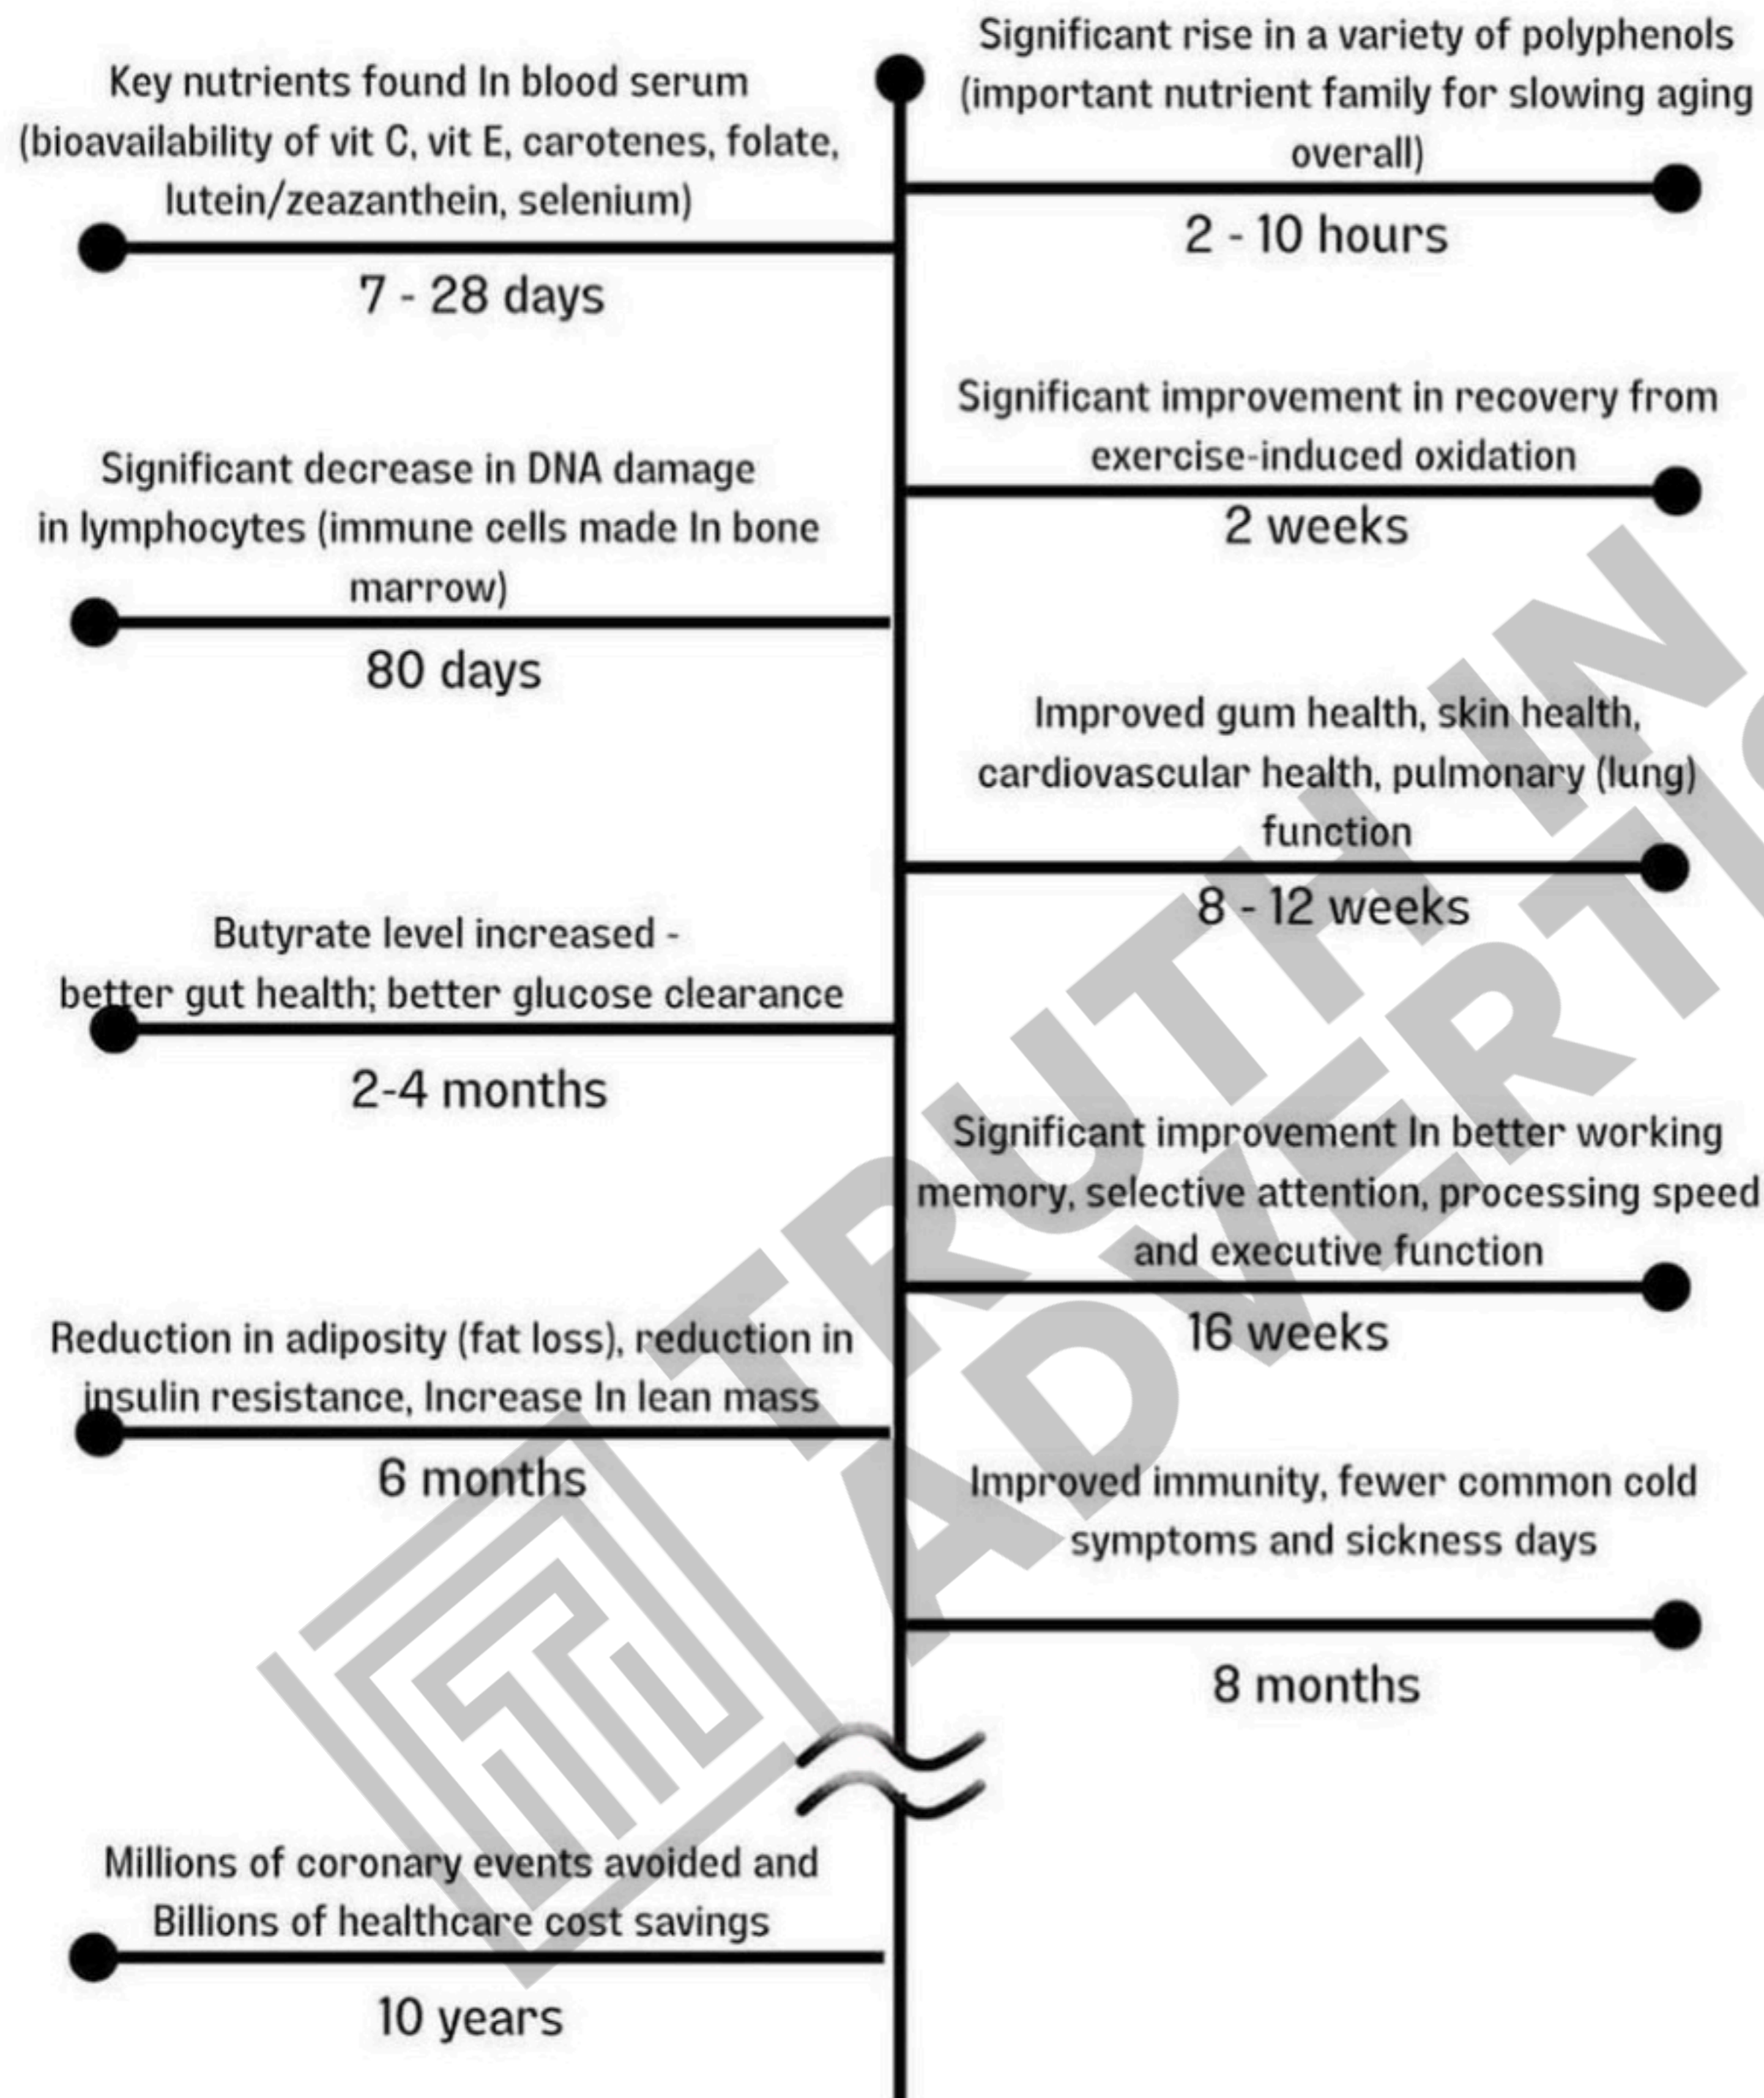 Significant rise in a variety of polyphenols
(important nutrient family for slowing aging
overall)
2 - 10 hours
Key nutrients found In blood serum
(bioavailability of vit C, vit E, carotenes, folate,
lutein/zeazanthein, selenium)
7 - 28 days
Significant improvement in recovery from
exercise-induced oxidation
2 weeks
Significant decrease in DNA damage
in lymphocytes (immune cells made In bone
marrow)
80 days
Improved gum health, skin health,
cardiovascular health, pulmonary (lung)
function
8 - 12 weeks
Butyrate level increased -
better gut health; better glucose clearance
2-4 months
Significant improvement In better working
memory, selective attention, processing speed
and executive function
16 weeks
Reduction in adiposity (fat loss), reduction in
insulin resistance, Increase In lean mass
6 months
Improved immunity, fewer common cold
symptoms and sickness days
8 months
Millions of coronary events avoided and
Billions of healthcare cost savings
10 years
TRUTH IN